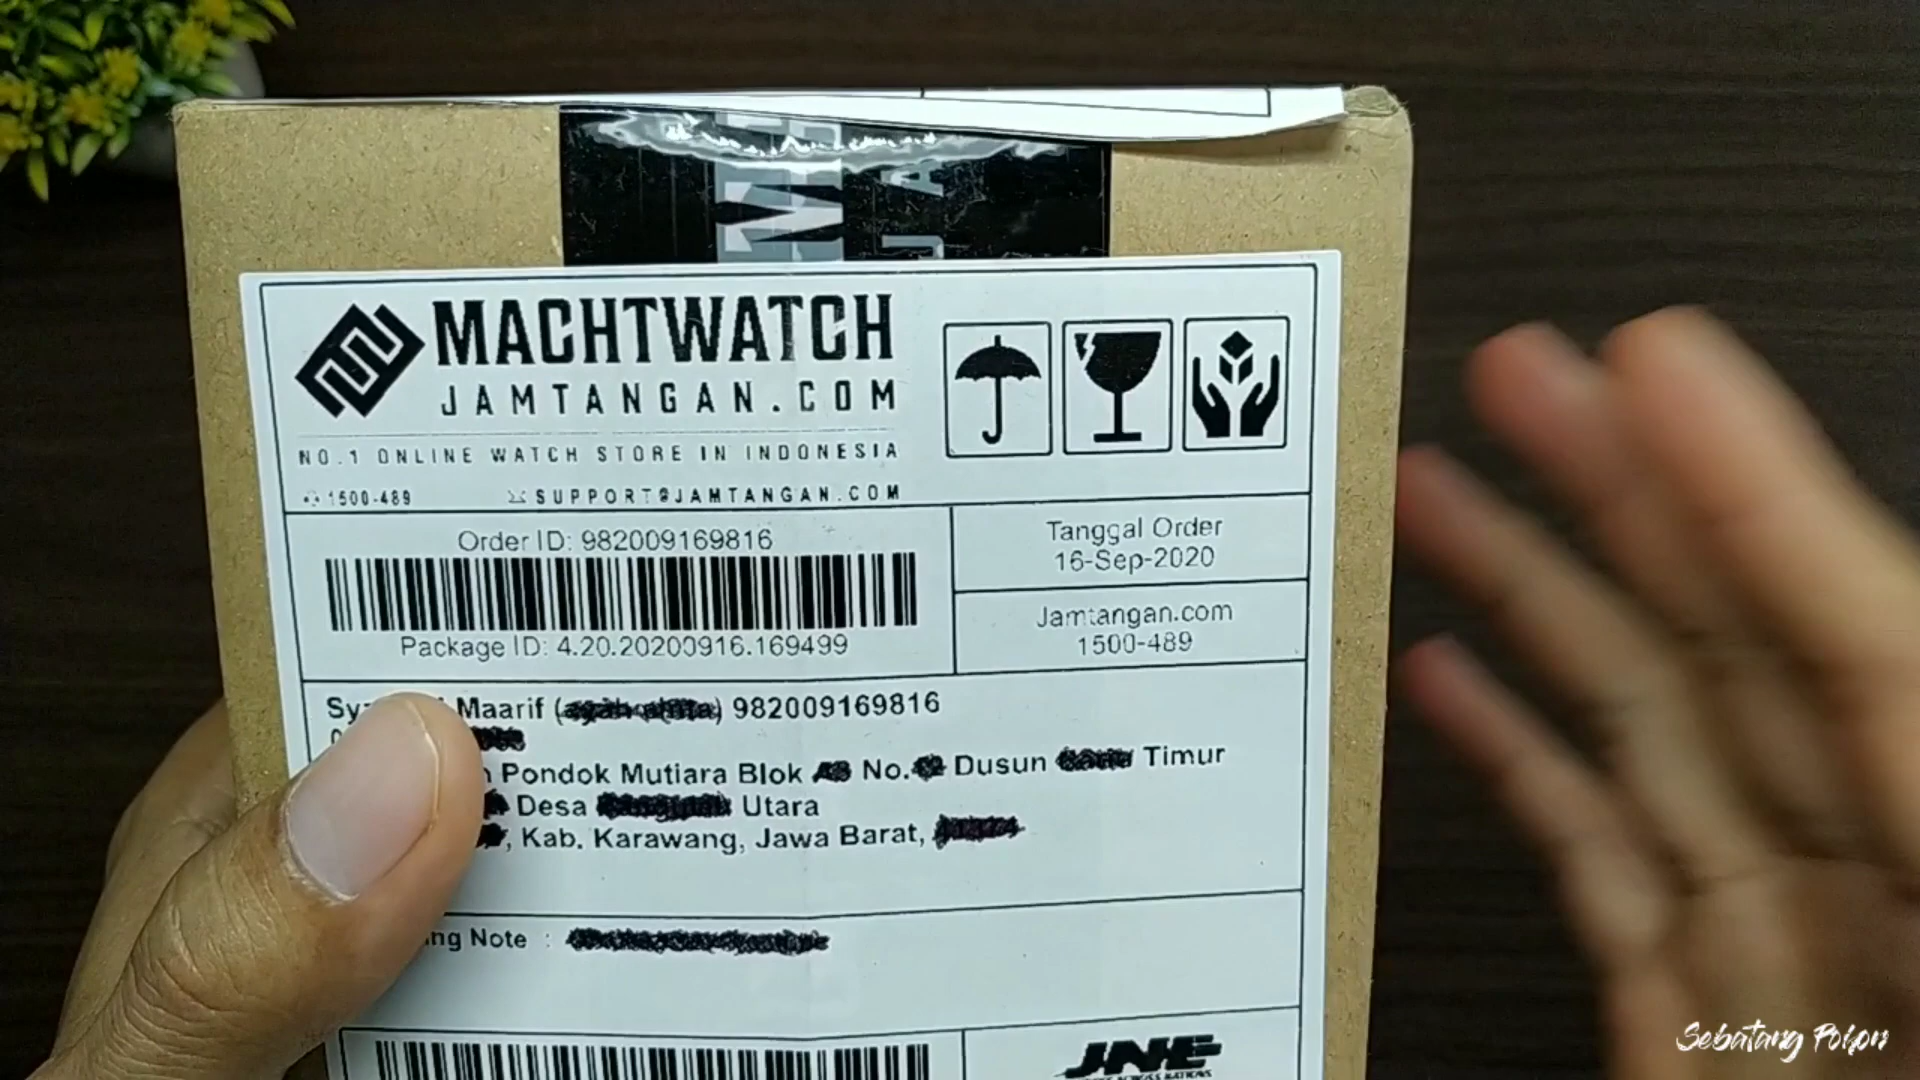 M
JA
MACHTWATCH
JAMTANGAN.COM
NO.1 ONLINE WATCH STORE IN INDONESIA
1500-489 SUPPORT@JAMTANGAN.COM
Order ID: 982009169816
Package ID: 4.20.20200916.169499
Tanggal Order
16-Sep-2020
Jamtangan.com
1500-489
Maarif 982009169816
Pondok Mutiara Blok No. Dusun Timur
Desa Utara
, Kab. Karawang, Jawa Barat,
Note :
JNE
Sebatang Pohon